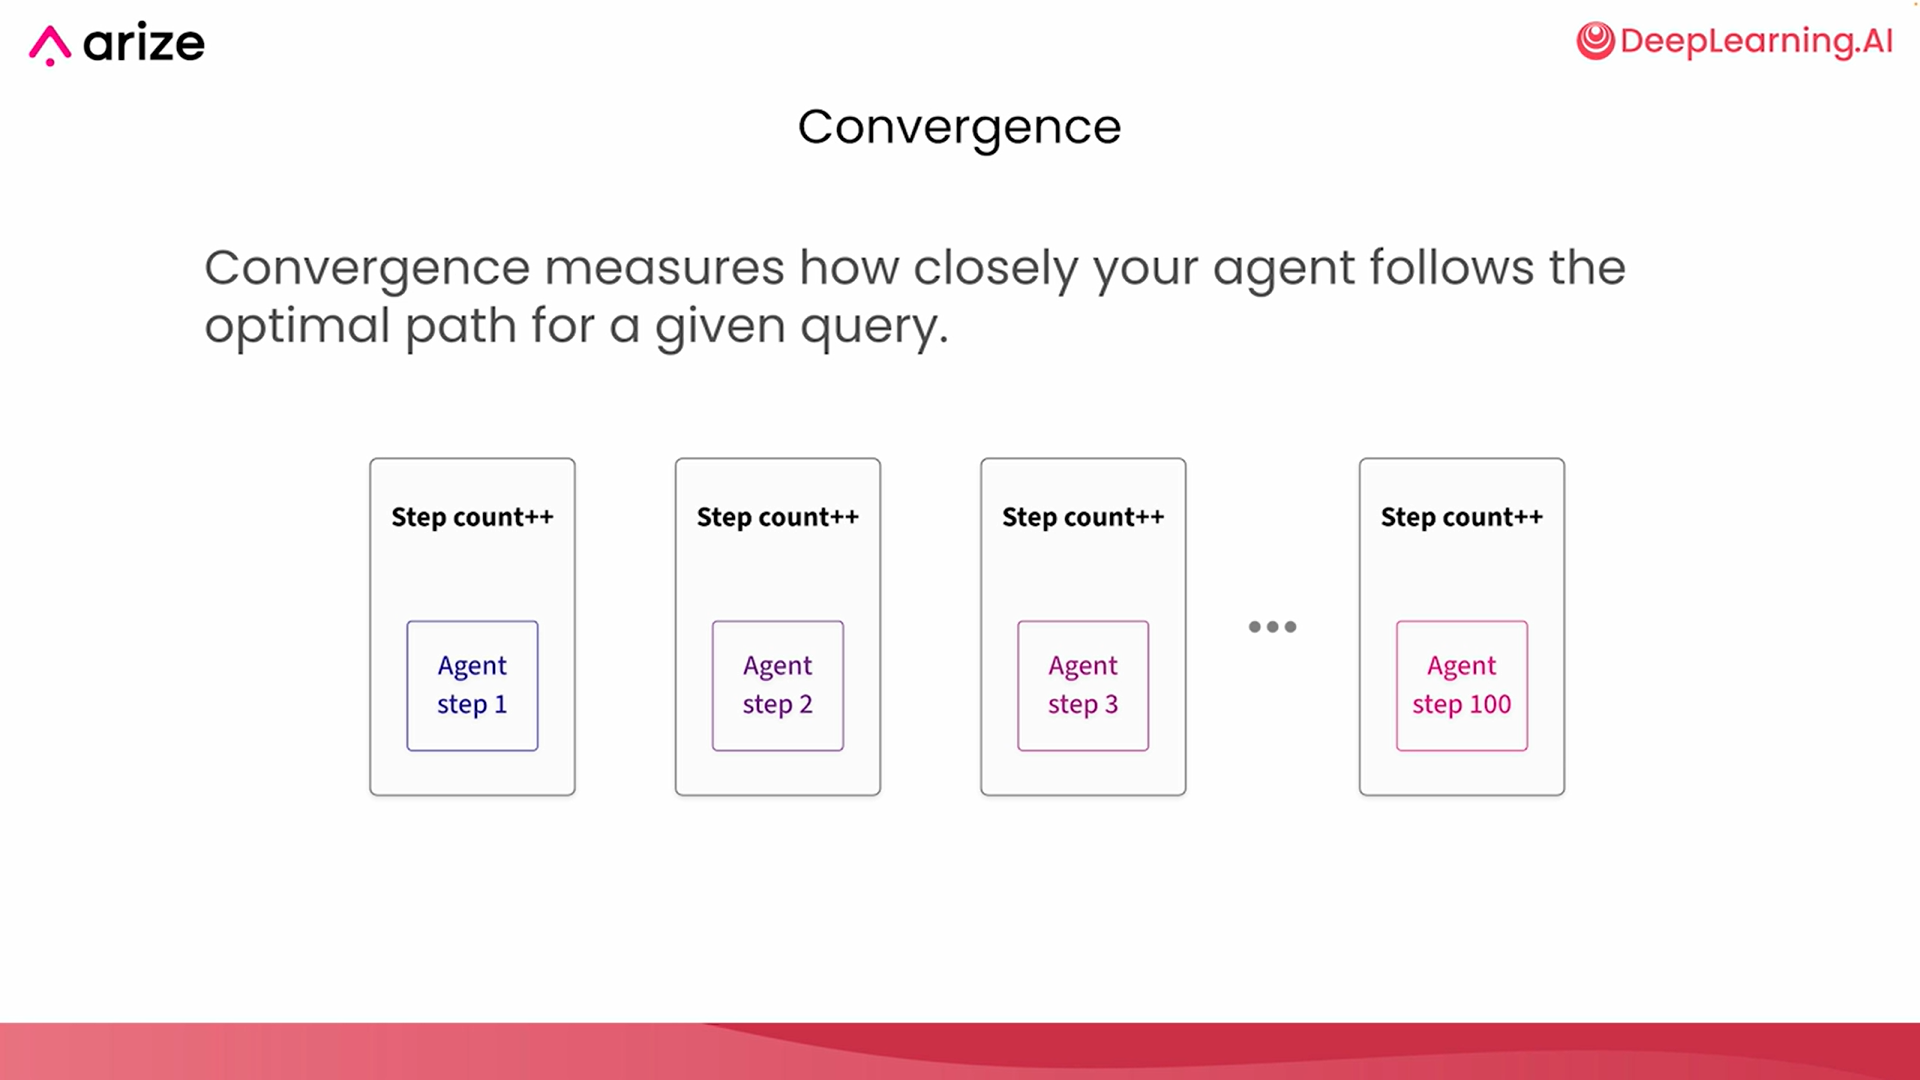 arize
DeepLearning.AI
Convergence
Convergence measures how closely your agent follows the
optimal path for a given query.
Step count++
Agent
step 1
Step count++
Agent
step 2
Step count++
Agent
step 3
Step count++
Agent
step 100